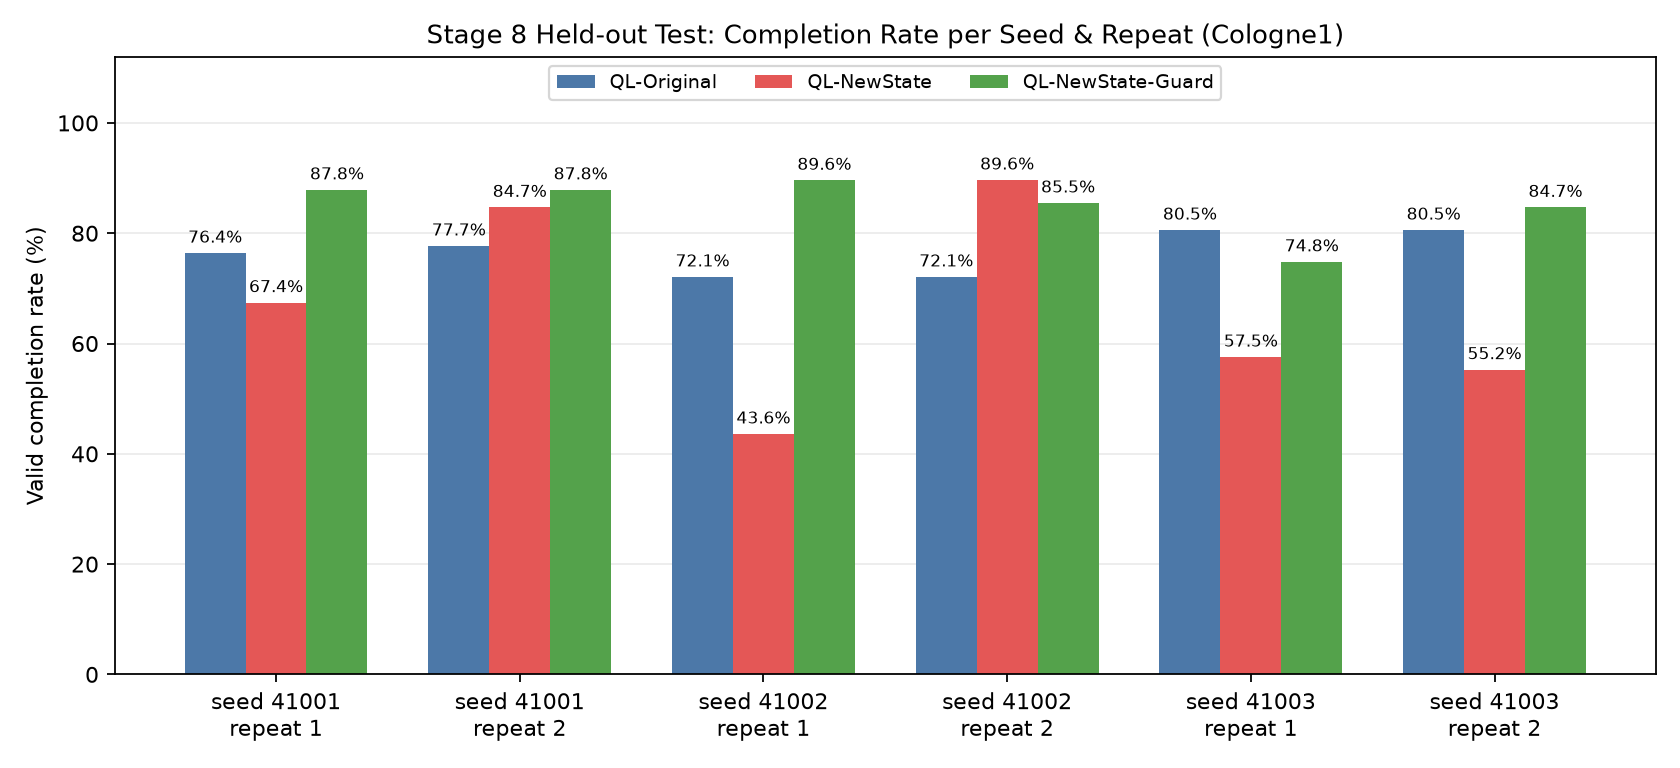 Stage 8 Held-out Test: Completion Rate per Seed & Repeat (Cologne1)
QL-Original QL-NewState QL-NewState-Guard
Valid completion rate (%)
100
80
60
40
20
0
76.4% 67.4% 87.8%
77.7% 84.7% 87.8%
72.1% 43.6% 89.6%
72.1% 89.6% 85.5%
80.5% 57.5% 74.8%
80.5% 55.2% 84.7%
seed 41001
repeat 1
seed 41001
repeat 2
seed 41002
repeat 1
seed 41002
repeat 2
seed 41003
repeat 1
seed 41003
repeat 2